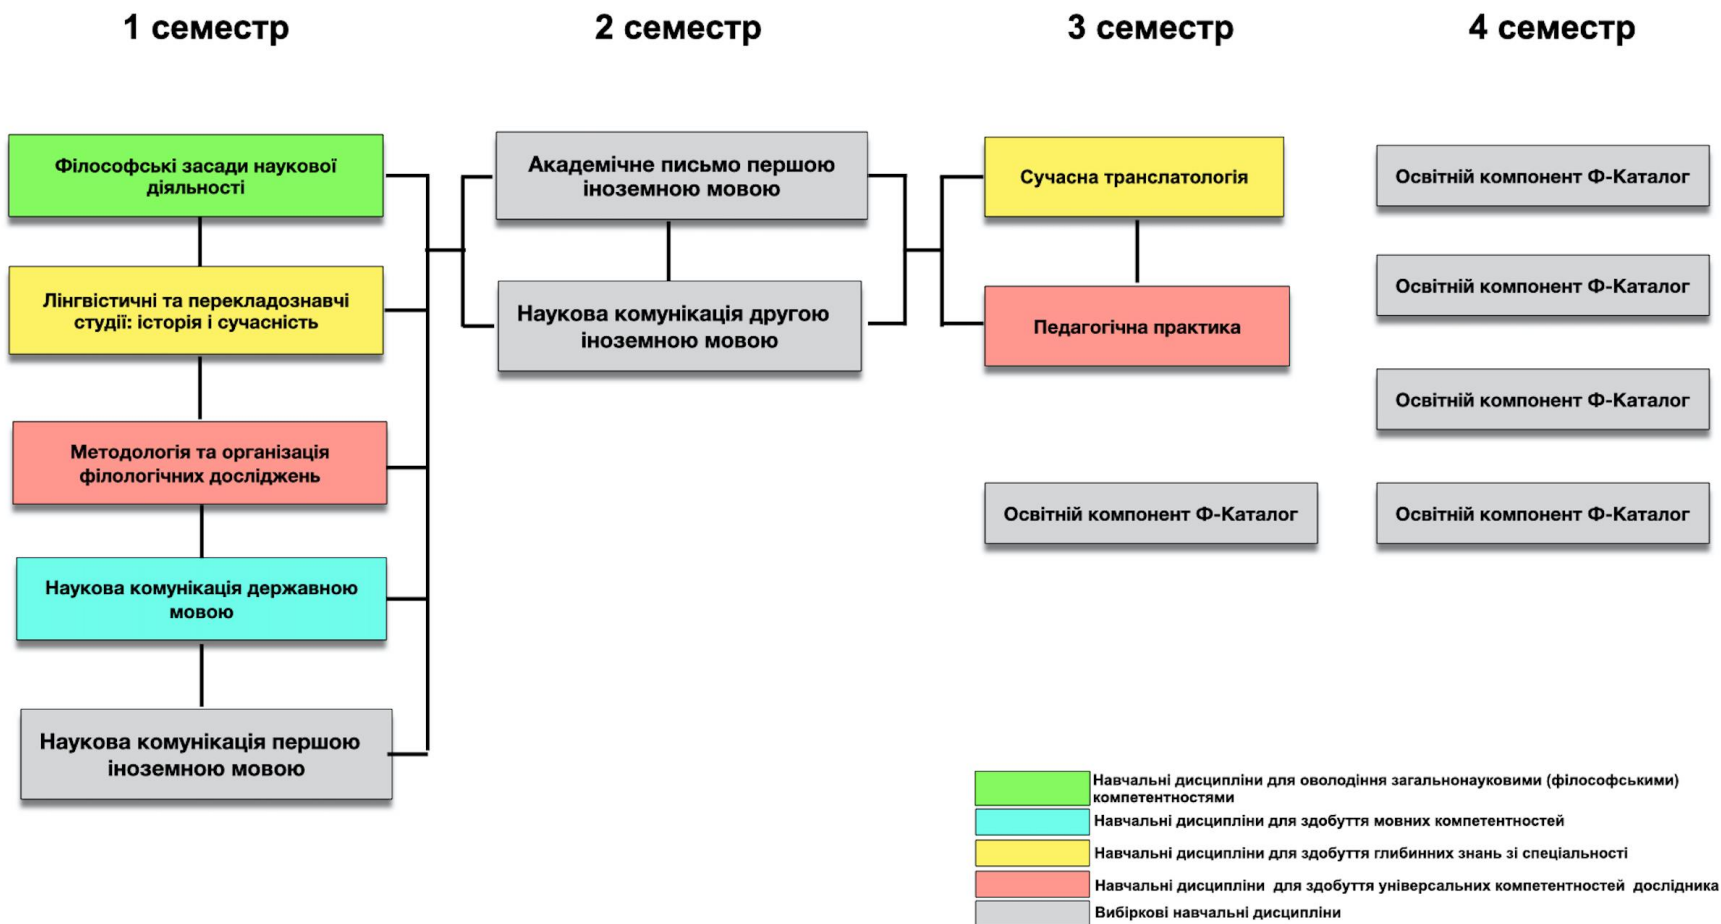 1 семестр
2 семестр
3 семестр
4 семестр
Філософські засади наукової
діяльності
Лінгвістичні та перекладознавчі
студії: історія і сучасність
Методологія та організація
філологічних досліджень
Наукова комунікація державною
мовою
Наукова комунікація першою
іноземною мовою
Академічне письмо першою
іноземною мовою
Наукова комунікація другою
іноземною мовою
Сучасна транслатологія
Педагогічна практика
Освітній компонент Ф-Каталог
Освітній компонент Ф-Каталог
Освітній компонент Ф-Каталог
Освітній компонент Ф-Каталог
Освітній компонент Ф-Каталог
Навчальні дисципліни для оволодіння загальнонауковими (філософськими)
компетентностями
Навчальні дисципліни для здобуття мовних компетентностей
Навчальні дисципліни для здобуття глибинних знань зі спеціальності
Навчальні дисципліни для здобуття універсальних компетентностей дослідника
Вибіркові навчальні дисципліни